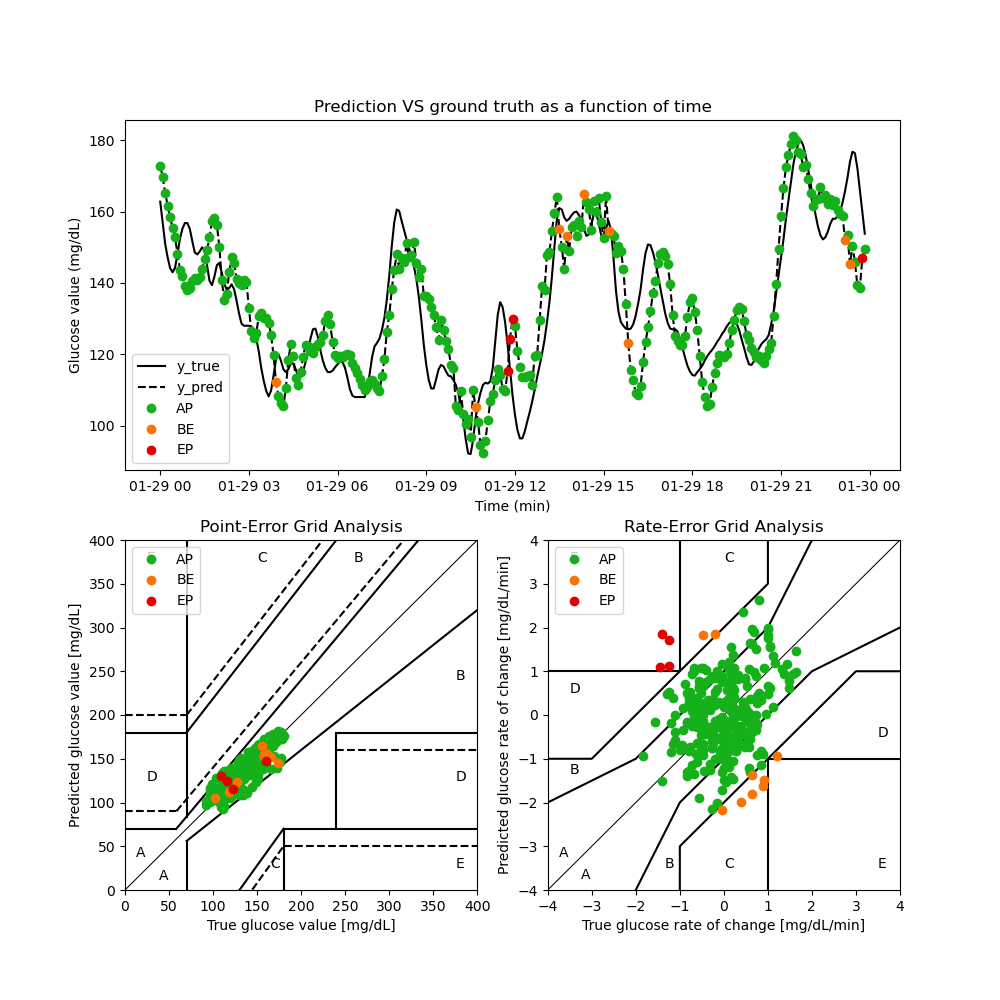 Prediction VS ground truth as a function of time
Glucose value (mg/dL)
180
160
140
120
100
y_true
y_pred
AP
BE
EP
01-29 00 01-29 03 01-29 06 01-29 09 01-29 12 01-29 15 01-29 18 01-29 21 01-30 00
Time (min)
Point-Error Grid Analysis
Predicted glucose value [mg/dL]
400
350
300
250
200
150
100
50
0
AP
BE
EP
C
B
B
D
D
A
A
C
E
0 50 100 150 200 250 300 350 400
True glucose value [mg/dL]
Rate-Error Grid Analysis
Predicted glucose rate of change [mg/dL/min]
4
3
2
1
0
−1
−2
−3
−4
AP
BE
EP
C
D
D
B
A
A
B
C
E
−4 −3 −2 −1 0 1 2 3 4
True glucose rate of change [mg/dL/min]